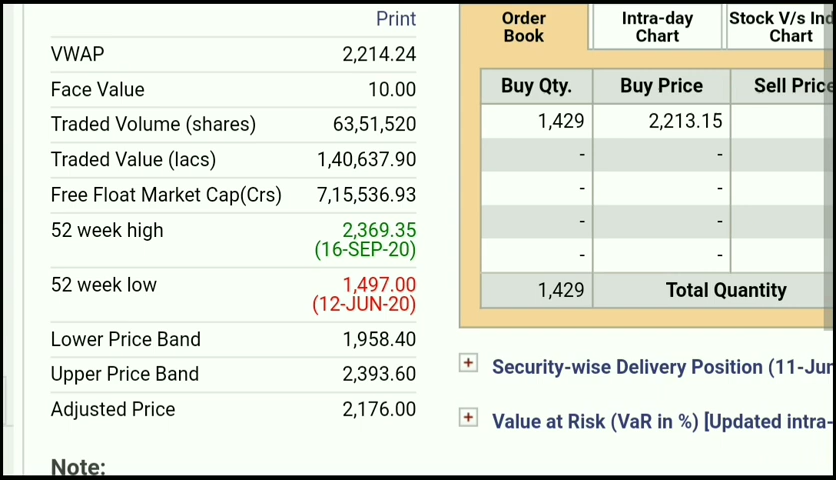 Print
VWAP 2,214.24
Face Value 10.00
Traded Volume (shares) 63,51,520
Traded Value (lacs) 1,40,637.90
Free Float Market Cap(Crs) 7,15,536.93
52 week high 2,369.35
(16-SEP-20)
52 week low 1,497.00
(12-JUN-20)
Lower Price Band 1,958.40
Upper Price Band 2,393.60
Adjusted Price 2,176.00
Note:
Order
Book
Intra-day
Chart
Stock V/s Ind
Chart
Buy Qty. Buy Price Sell Price
1,429 2,213.15
- -
- -
- -
- -
1,429 Total Quantity
+ Security-wise Delivery Position (11-Jun
+ Value at Risk (VaR in %) [Updated intra-